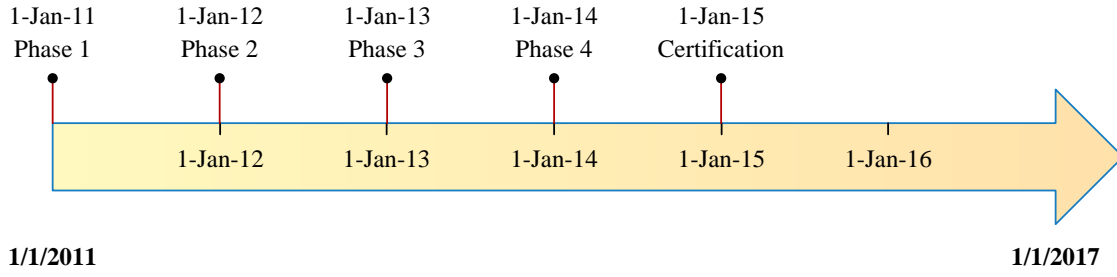 1-Jan-11
Phase 1
1-Jan-12
Phase 2
1-Jan-13
Phase 3
1-Jan-14
Phase 4
1-Jan-15
Certification
1-Jan-12
1-Jan-13
1-Jan-14
1-Jan-15
1-Jan-16
1/1/2011
1/1/2017